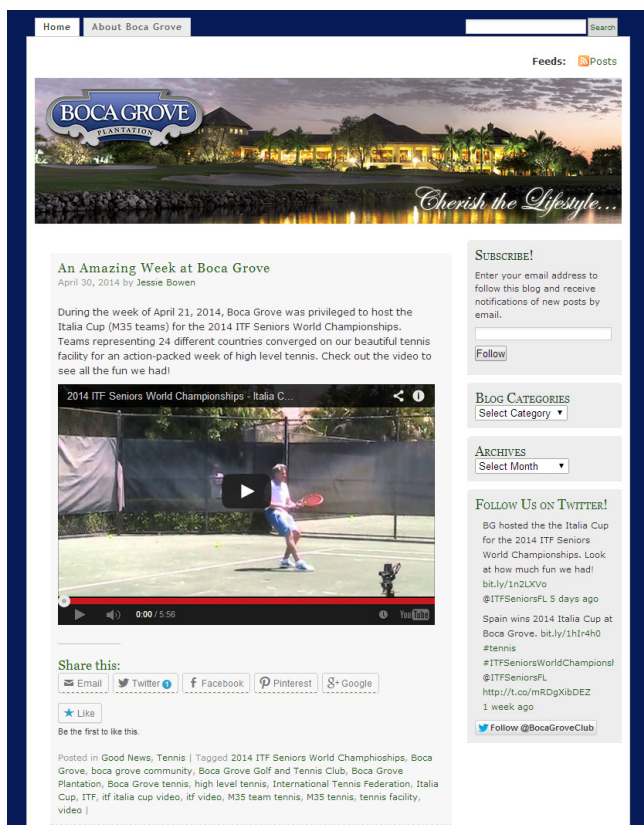 Home
About Boca Grove
Search
Feeds:
Posts
BOCA GROVE
PLANTATION
Cherish the Lifestyle...
An Amazing Week at Boca Grove
April 30, 2014 by Jessie Bowen
During the week of April 21, 2014, Boca Grove was privileged to host the
Italia Cup (M35 teams) for the 2014 ITF Seniors World Championships.
Teams representing 24 different countries converged on our beautiful tennis
facility for an action-packed week of high level tennis. Check out the video to
see all the fun we had!
2014 ITF Seniors World Championships - Italia C...
0:00 / 5:56
YouTube
Share this:
Email
Twitter 1
Facebook
Pinterest
Google
Like
Be the first to like this.
Posted in Good News, Tennis | Tagged 2014 ITF Seniors World Champhioships, Boca
Grove, boca grove community, Boca Grove Golf and Tennis Club, Boca Grove
Plantation, Boca Grove tennis, high level tennis, International Tennis Federation, Italia
Cup, ITF, itf italia cup video, itf video, M35 team tennis, M35 tennis, tennis facility,
video |
SUBSCRIBE!
Enter your email address to
follow this blog and receive
notifications of new posts by
email.
Follow
BLOG CATEGORIES
Select Category
ARCHIVES
Select Month
FOLLOW US ON TWITTER!
BG hosted the the Italia Cup
for the 2014 ITF Seniors
World Championships. Look
at how much fun we had!
bit.ly/1n2LXVo
@ITFSeniorsFL 5 days ago
Spain wins 2014 Italia Cup at
Boca Grove. bit.ly/1hIr4h0
#tennis
#ITFSeniorsWorldChampionsh
@ITFSeniorsFL
http://t.co/mRDgXibDEZ
1 week ago
Follow @BocaGroveClub